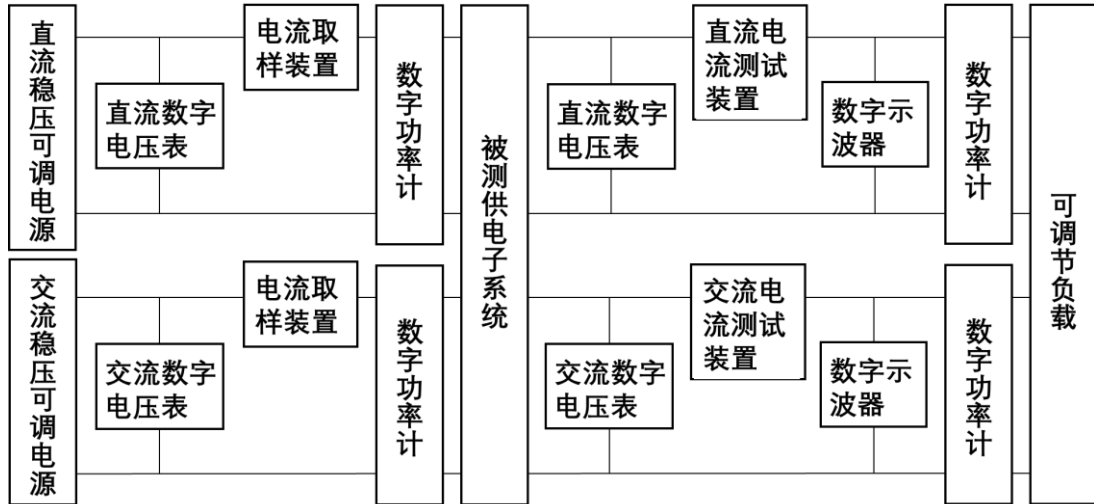 直流稳压可调电源
电流取
样装置
直流数字
电压表
数字功率计
被测供电子系统
直流数字
电压表
直流电
流测试
装置
数字示
波器
数字功率计
可调节负载
交流稳压可调电源
电流取
样装置
交流数字
电压表
数字功率计
交流数字
电压表
交流电
流测试
装置
数字示
波器
数字功率计